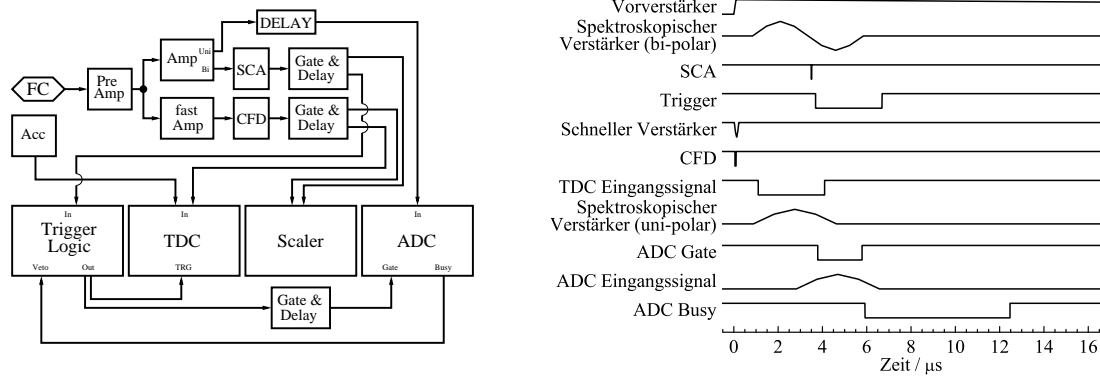 DELAY
Amp
Uni
Bi
SCA
Gate &
Delay
FC
Pre
Amp
fast
Amp
CFD
Gate &
Delay
Acc
In
Trigger
Logic
Veto
Out
In
TDC
TRG
Scaler
In
ADC
Gate
Busy
Gate &
Delay
Vorverstärker
Spektroskopischer
Verstärker (bi-polar)
SCA
Trigger
Schneller Verstärker
CFD
TDC Eingangssignal
Spektroskopischer
Verstärker (uni-polar)
ADC Gate
ADC Eingangssignal
ADC Busy
0 2 4 6 8 10 12 14 16
Zeit / μs